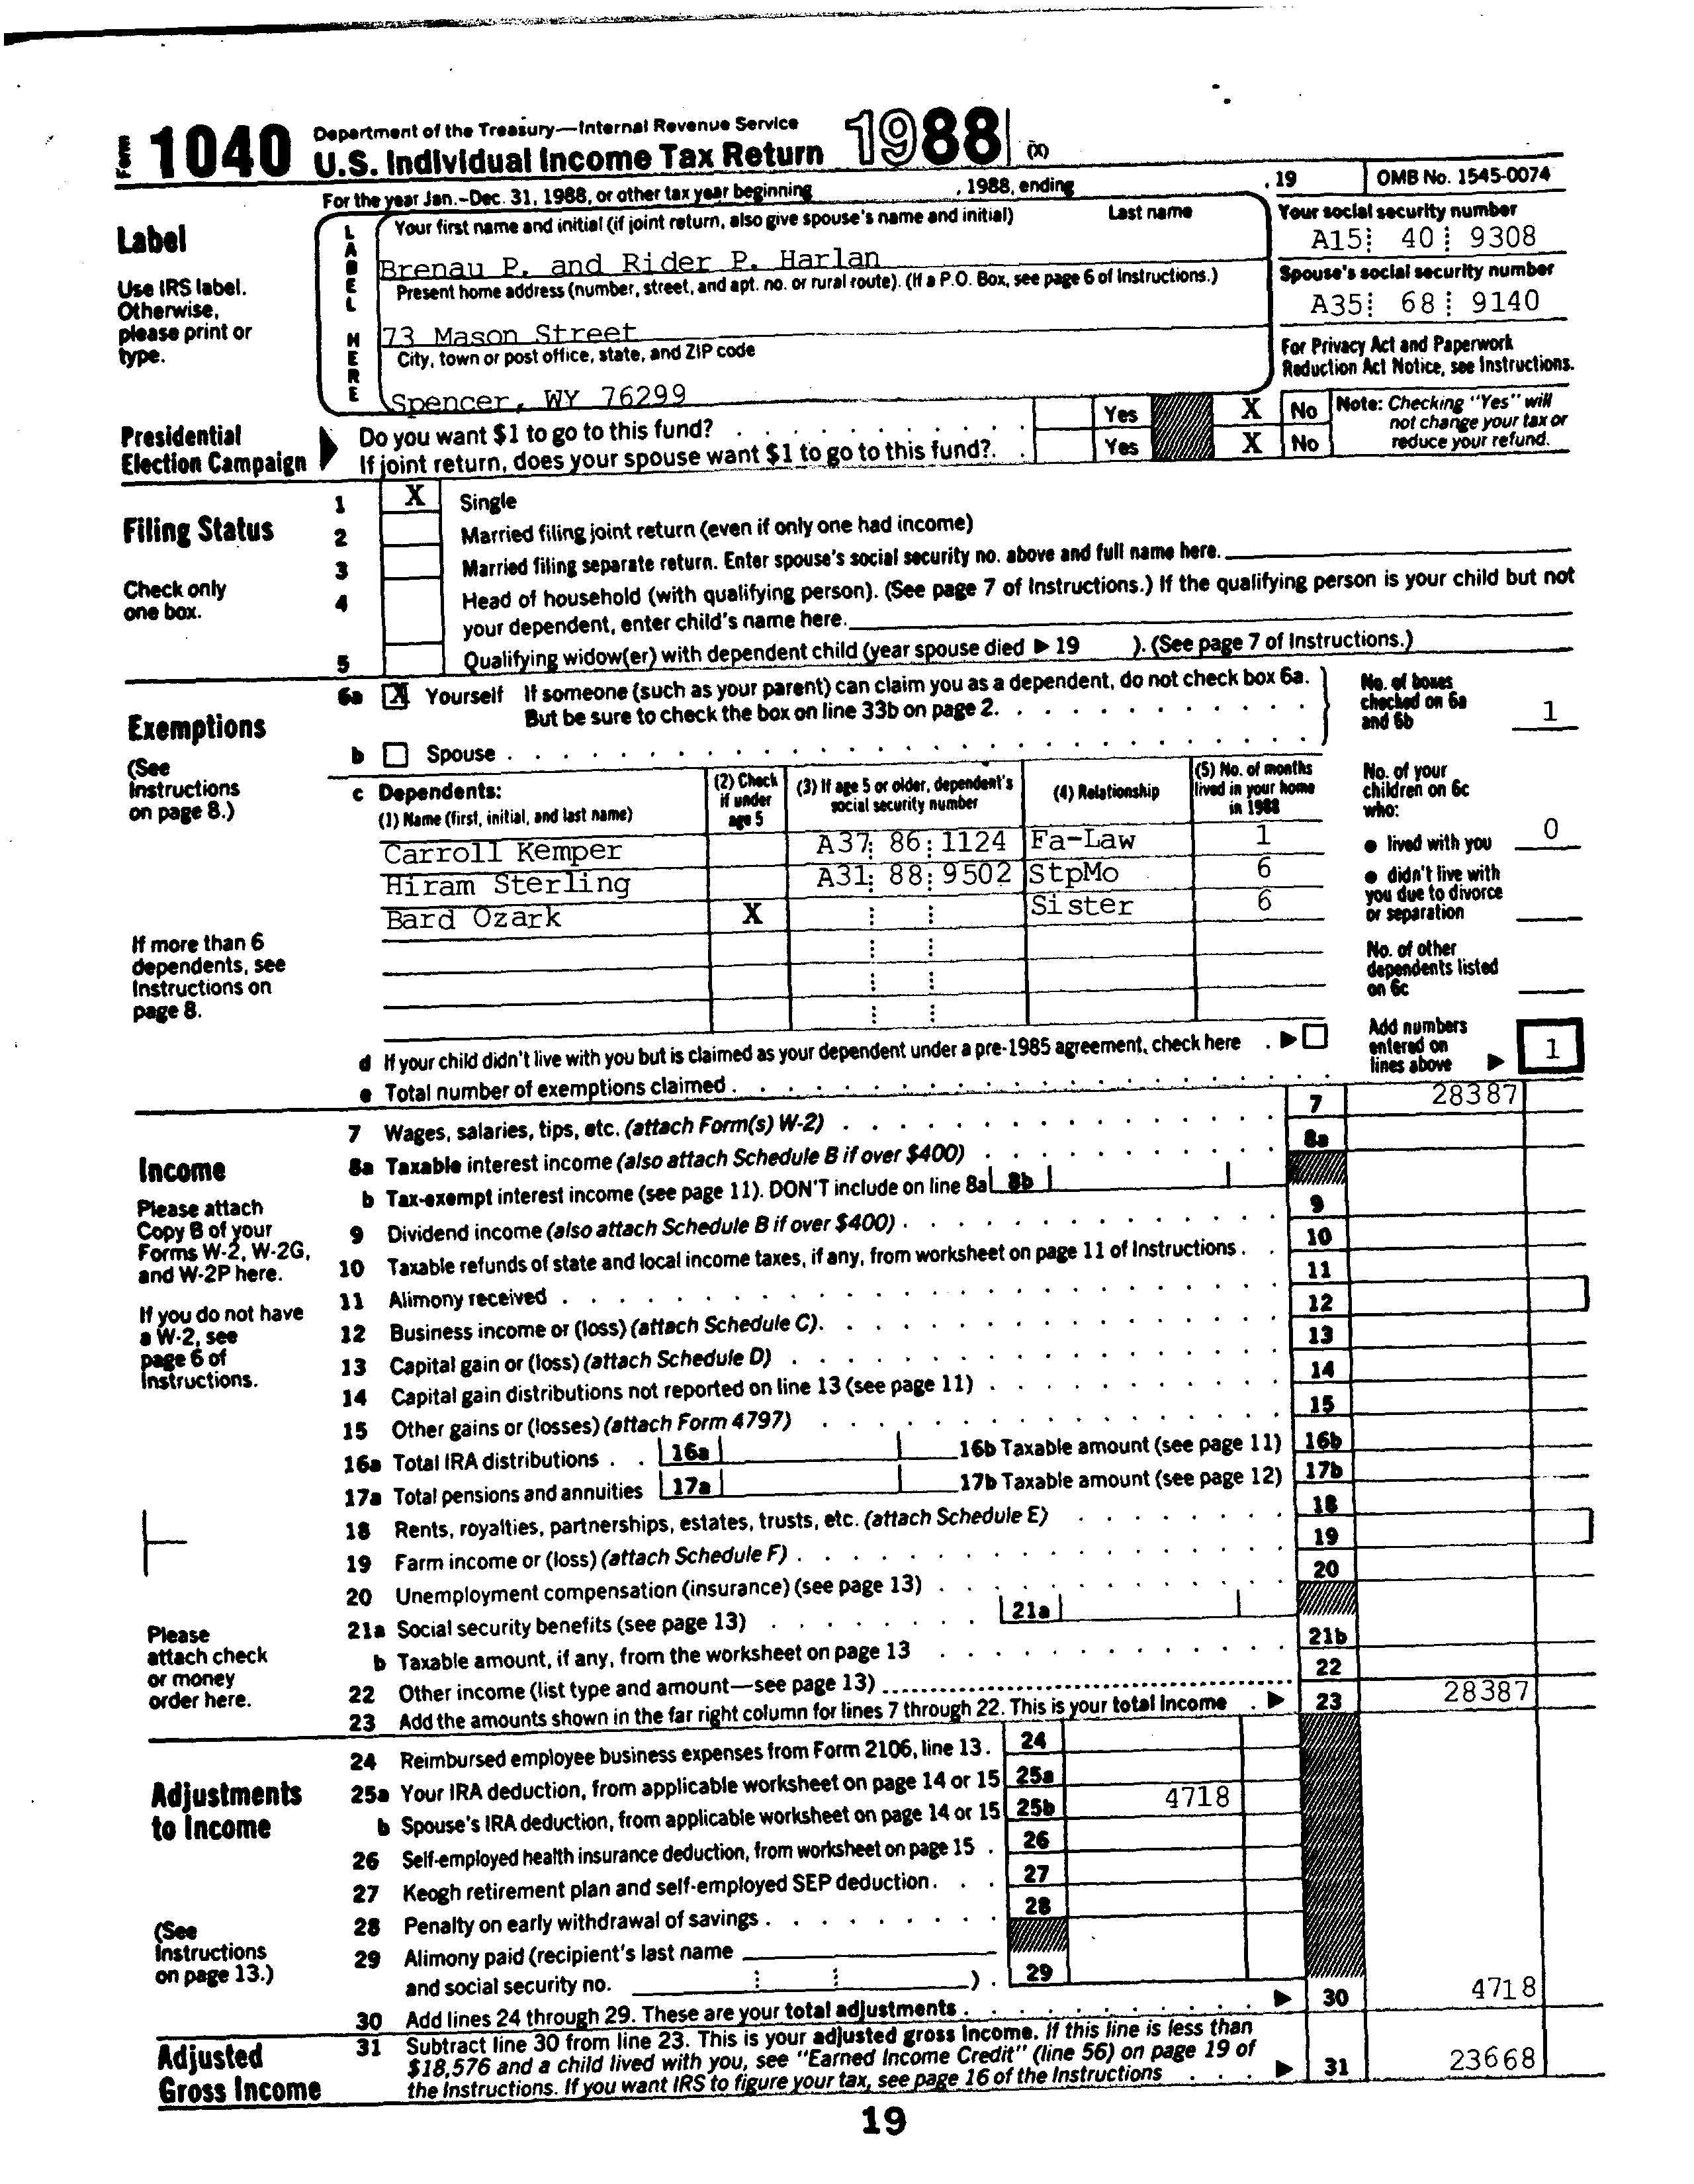 Form 1040 Department of the Treasury—Internal Revenue Service
U.S. Individual Income Tax Return 1988 (X)
For the year Jan.–Dec. 31, 1988, or other tax year beginning , 1988, ending , 19 OMB No. 1545-0074
Label
Use IRS label.
Otherwise,
please print or
type.
LABEL HERE
Your first name and initial (if joint return, also give spouse's name and initial) Last name
Brenau P. and Rider P. Harlan
Your social security number
A15 40 9308
Present home address (number, street, and apt. no. or rural route). (If a P.O. Box, see page 6 of Instructions.)
73 Mason Street
Spouse's social security number
A35 68 9140
City, town or post office, state, and ZIP code
Spencer, WY 76299
For Privacy Act and Paperwork
Reduction Act Notice, see Instructions.
Presidential
Election Campaign
Do you want $1 to go to this fund? Yes X No
If joint return, does your spouse want $1 to go to this fund?. Yes X No
Note: Checking "Yes" will
not change your tax or
reduce your refund.
Filing Status
Check only
one box.
1 X Single
2 Married filing joint return (even if only one had income)
3 Married filing separate return. Enter spouse's social security no. above and full name here.
4 Head of household (with qualifying person). (See page 7 of Instructions.) If the qualifying person is your child but not
your dependent, enter child's name here.
5 Qualifying widow(er) with dependent child (year spouse died ▶ 19 ). (See page 7 of Instructions.)
Exemptions
(See
Instructions
on page 8.)
If more than 6
dependents, see
Instructions on
page 8.
6a X Yourself If someone (such as your parent) can claim you as a dependent, do not check box 6a.
But be sure to check the box on line 33b on page 2.
b Spouse
No. of boxes
checked on 6a
and 6b 1
c Dependents:
(1) Name (first, initial, and last name)
(2) Check
if under
age 5
(3) If age 5 or older, dependent's
social security number
(4) Relationship
(5) No. of months
lived in your home
in 1988
Carroll Kemper A37 86 1124 Fa-Law 1
Hiram Sterling A31 88 9502 StpMo 6
Bard Ozark X Sister 6
No. of your
children on 6c
who:
● lived with you 0
● didn't live with
you due to divorce
or separation
No. of other
dependents listed
on 6c
d If your child didn't live with you but is claimed as your dependent under a pre-1985 agreement, check here ▶
e Total number of exemptions claimed
Add numbers
entered on
lines above ▶ 1
Income
Please attach
Copy B of your
Forms W-2, W-2G,
and W-2P here.
If you do not have
a W-2, see
page 6 of
Instructions.
Please
attach check
or money
order here.
7 Wages, salaries, tips, etc. (attach Form(s) W-2) 7 28387
8a Taxable interest income (also attach Schedule B if over $400) 8a
b Tax-exempt interest income (see page 11). DON'T include on line 8a 8b
9 Dividend income (also attach Schedule B if over $400) 9
10 Taxable refunds of state and local income taxes, if any, from worksheet on page 11 of Instructions. 10
11 Alimony received 11
12 Business income or (loss) (attach Schedule C). 12
13 Capital gain or (loss) (attach Schedule D) 13
14 Capital gain distributions not reported on line 13 (see page 11) 14
15 Other gains or (losses) (attach Form 4797) 15
16a Total IRA distributions 16a 16b Taxable amount (see page 11) 16b
17a Total pensions and annuities 17a 17b Taxable amount (see page 12) 17b
18 Rents, royalties, partnerships, estates, trusts, etc. (attach Schedule E) 18
19 Farm income or (loss) (attach Schedule F) 19
20 Unemployment compensation (insurance) (see page 13) 20
21a Social security benefits (see page 13) 21a
b Taxable amount, if any, from the worksheet on page 13 21b
22 Other income (list type and amount—see page 13) 22
23 Add the amounts shown in the far right column for lines 7 through 22. This is your total income ▶ 23 28387
Adjustments
to Income
(See
Instructions
on page 13.)
24 Reimbursed employee business expenses from Form 2106, line 13. 24
25a Your IRA deduction, from applicable worksheet on page 14 or 15 25a
b Spouse's IRA deduction, from applicable worksheet on page 14 or 15 25b 4718
26 Self-employed health insurance deduction, from worksheet on page 15 26
27 Keogh retirement plan and self-employed SEP deduction 27
28 Penalty on early withdrawal of savings 28
29 Alimony paid (recipient's last name
and social security no. ) 29
30 Add lines 24 through 29. These are your total adjustments ▶ 30 4718
Adjusted
Gross Income
31 Subtract line 30 from line 23. This is your adjusted gross income. If this line is less than
$18,576 and a child lived with you, see "Earned Income Credit" (line 56) on page 19 of
the Instructions. If you want IRS to figure your tax, see page 16 of the Instructions ▶ 31 23668
19